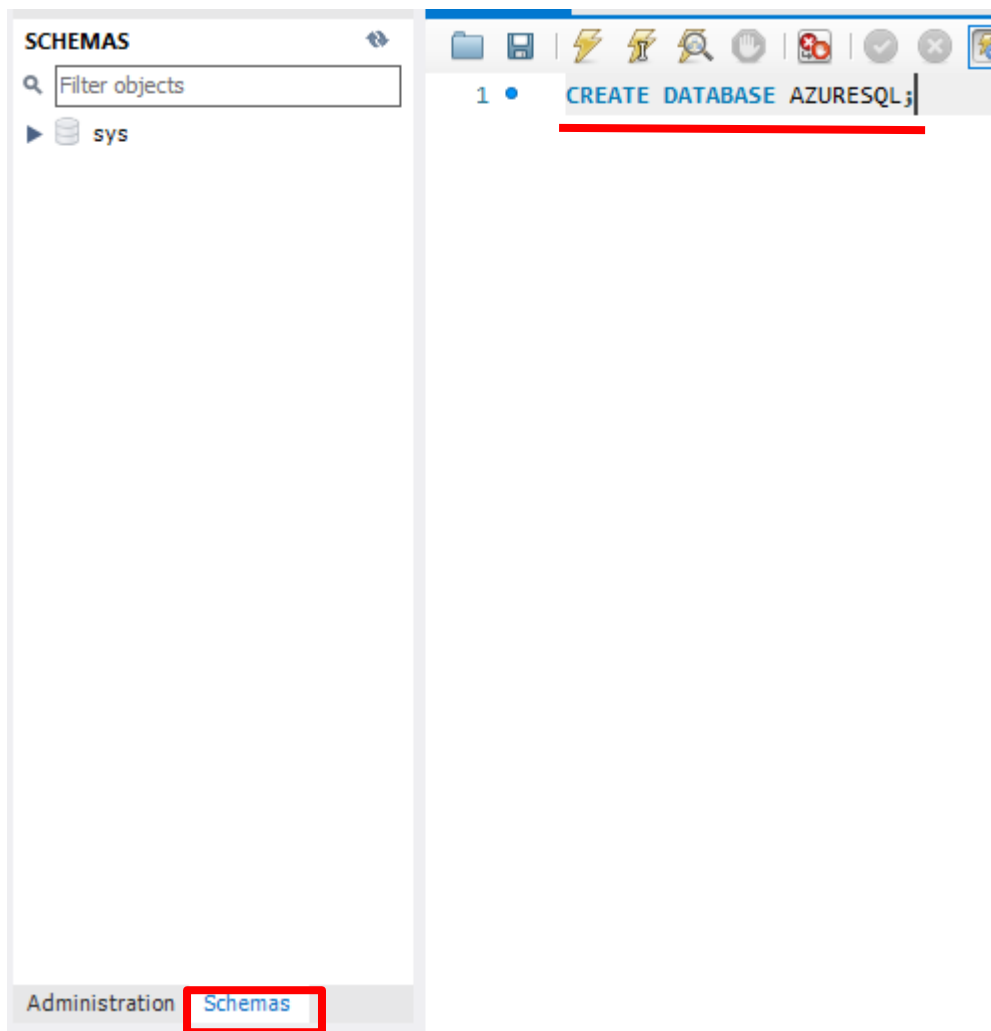 SCHEMAS
Filter objects
sys
Administration Schemas
1 CREATE DATABASE AZURESQL;